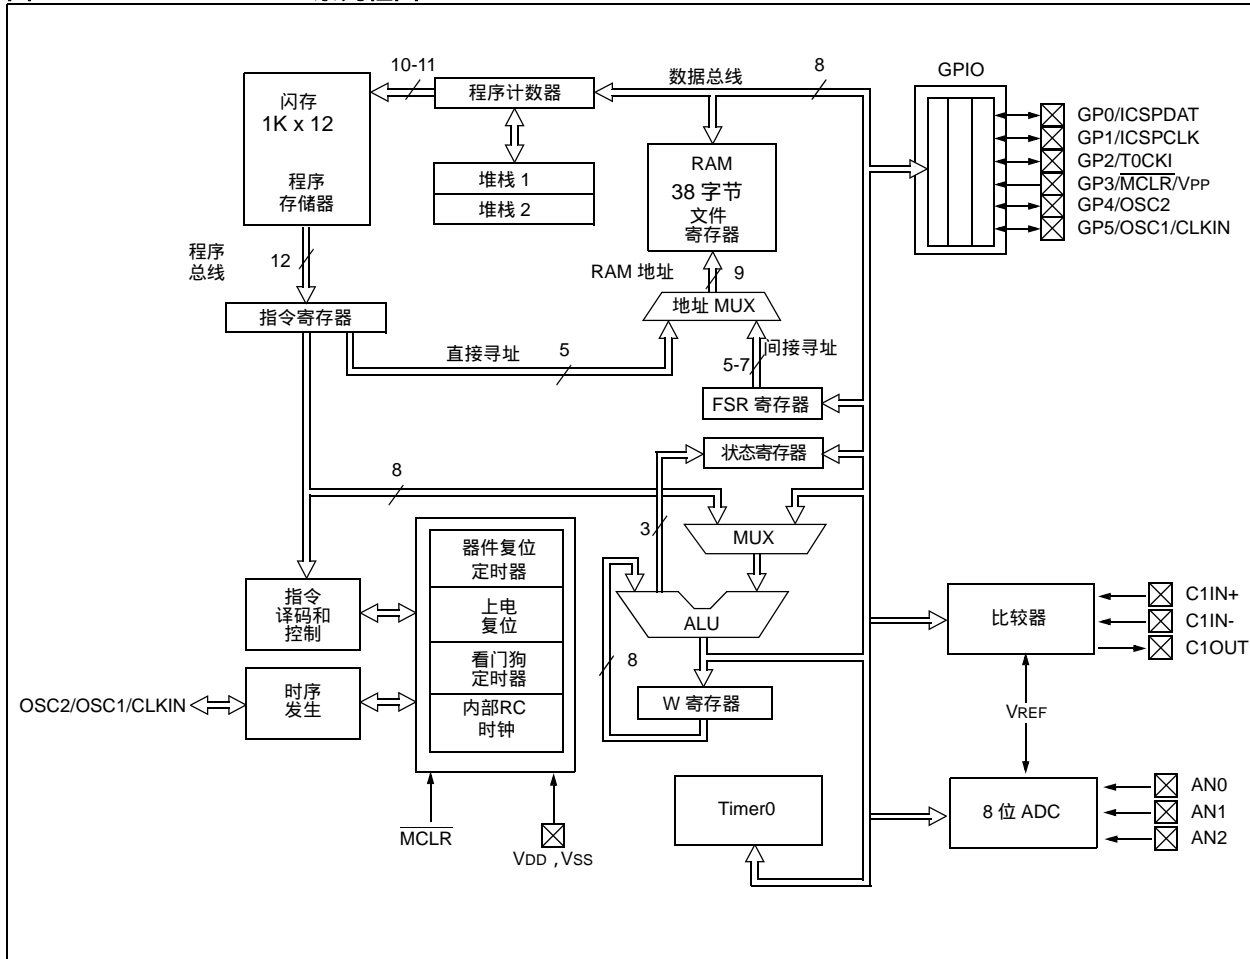 10-11
数据总线
8
GPIO
闪存
1K x 12
程序
存储器
程序计数器
堆栈 1
堆栈 2
RAM
38 字节
文件
寄存器
GP0/ICSPDAT
GP1/ICSPCLK
GP2/T0CKI
GP3/MCLR/VPP
GP4/OSC2
GP5/OSC1/CLKIN
程序
总线
12
RAM 地址
9
指令寄存器
地址 MUX
直接寻址
5
间接寻址
5-7
FSR 寄存器
状态寄存器
8
3
MUX
器件复位
定时器
上电
复位
看门狗
定时器
内部RC
时钟
指令
译码和
控制
ALU
8
W 寄存器
比较器
C1IN+
C1IN-
C1OUT
OSC2/OSC1/CLKIN
时序
发生
VREF
MCLR
VDD , VSS
Timer0
8 位 ADC
AN0
AN1
AN2